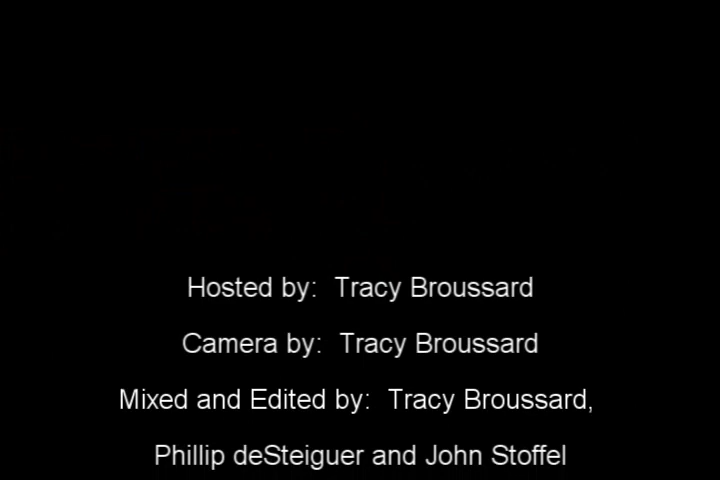 Hosted by:  Tracy Broussard
Camera by:  Tracy Broussard
Mixed and Edited by:  Tracy Broussard,
Phillip deSteiguer and John Stoffel